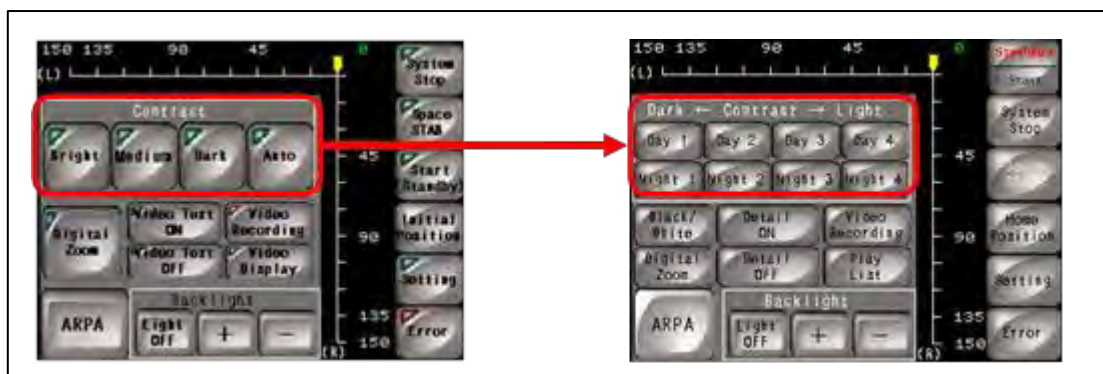 150 135 90 45 0
(L)
System
Stop
Contrast
Bright Medium Dark Auto
Space
STAB
45
Start
(Standby)
Digital
Zoom
Video Text
ON
Video
Recording
Video Text
OFF
Video
Display
90
Initial
Position
Setting
Backlight
ARPA
Light
OFF
+ -
135
150
(R)
Error
150 135 90 45 0
(L)
Start
System
Stop
Dark ← Contrast → Light
Day 1 Day 2 Day 3 Day 4
Night 1 Night 2 Night 3 Night 4
45
Black/
White
Detail
ON
Video
Recording
90
Home
Position
Digital
Zoom
Detail
OFF
Play
List
Setting
Backlight
ARPA
Light
OFF
+ -
135
150
(R)
Error